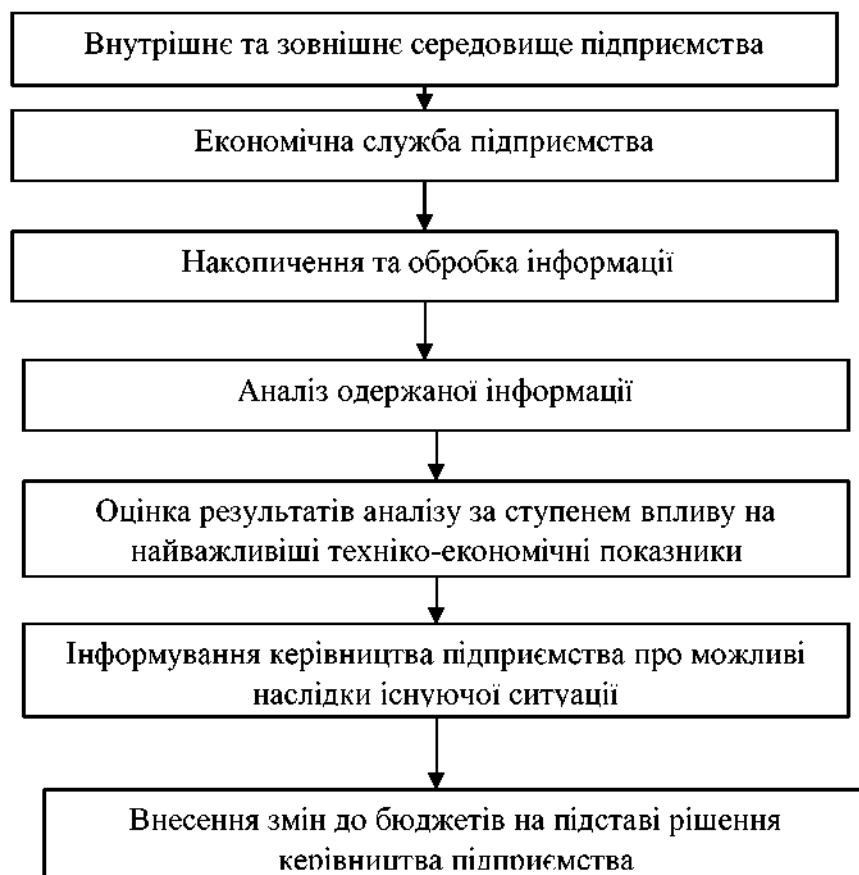 Внутрішнє та зовнішнє середовище підприємства
Економічна служба підприємства
Накопичення та обробка інформації
Аналіз одержаної інформації
Оцінка результатів аналізу за ступенем впливу на
найважливіші техніко-економічні показники
Інформування керівництва підприємства про можливі
наслідки існуючої ситуації
Внесення змін до бюджетів на підставі рішення
керівництва підприємства